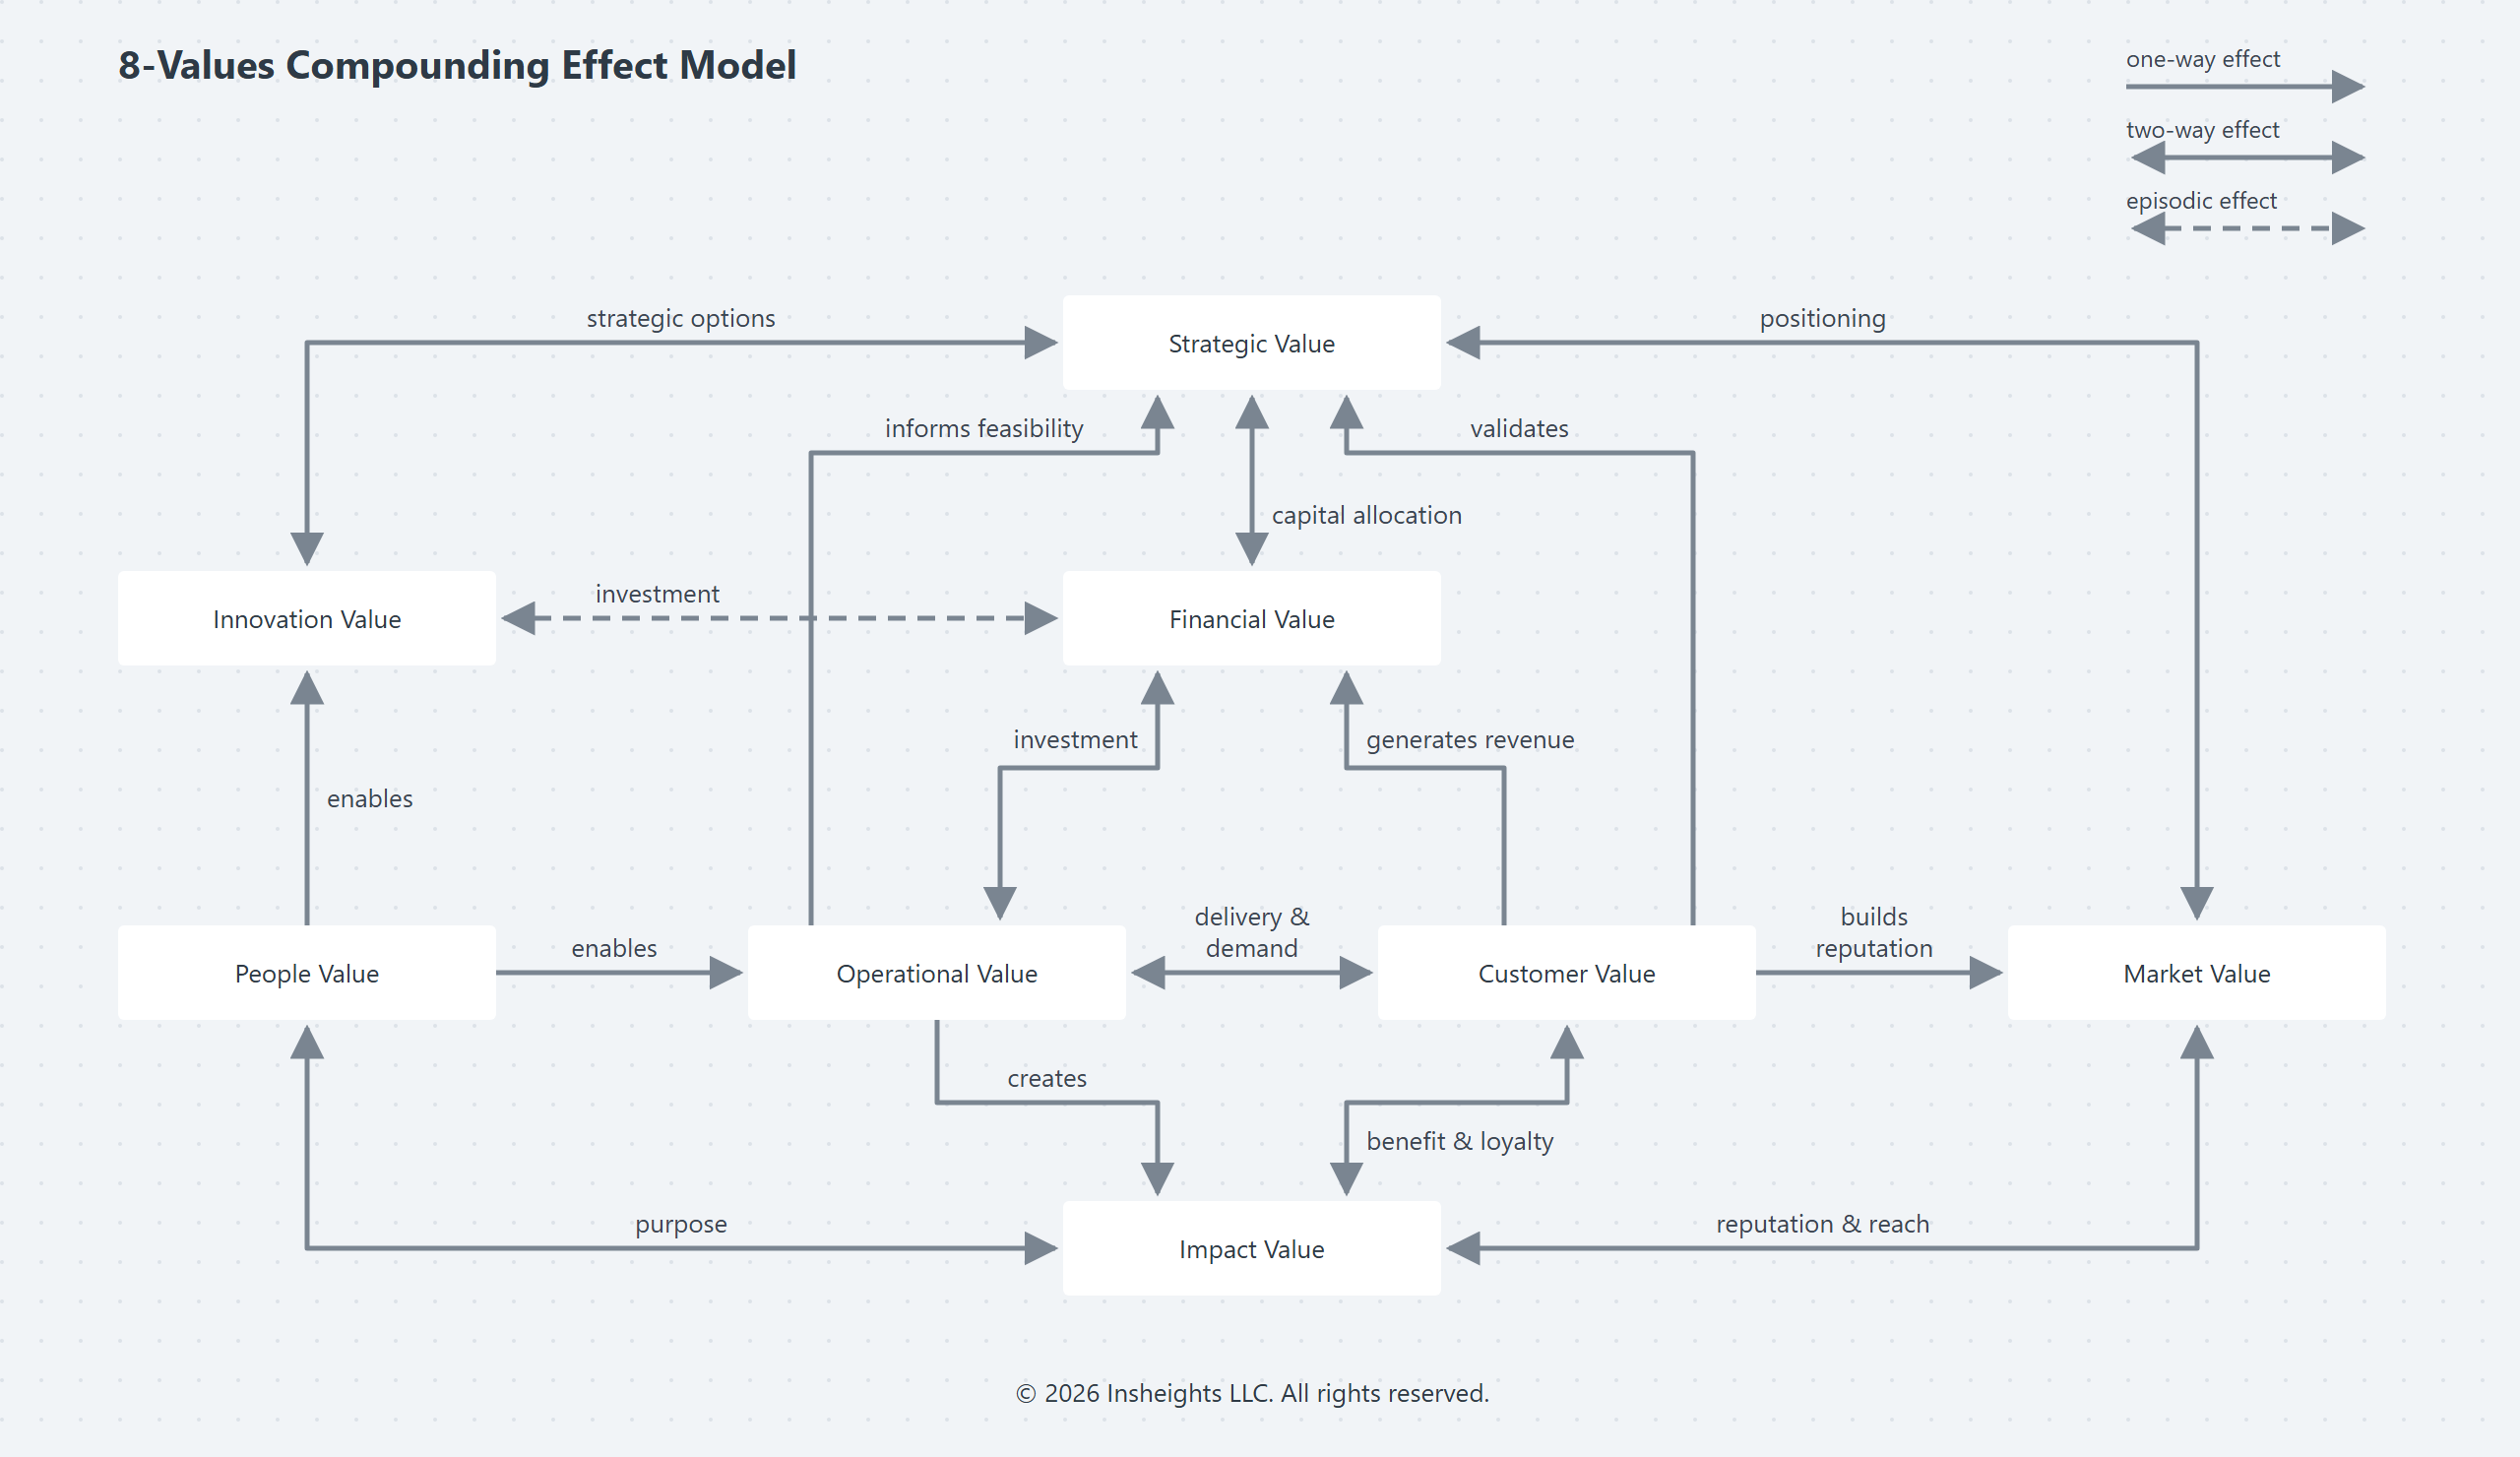 8-Values Compounding Effect Model
one-way effect
two-way effect
episodic effect
strategic options
Strategic Value
positioning
informs feasibility
validates
capital allocation
investment
Innovation Value
Financial Value
investment
generates revenue
enables
enables
delivery &
demand
builds
reputation
People Value
Operational Value
Customer Value
Market Value
creates
benefit & loyalty
purpose
reputation & reach
Impact Value
© 2026 Insheights LLC. All rights reserved.